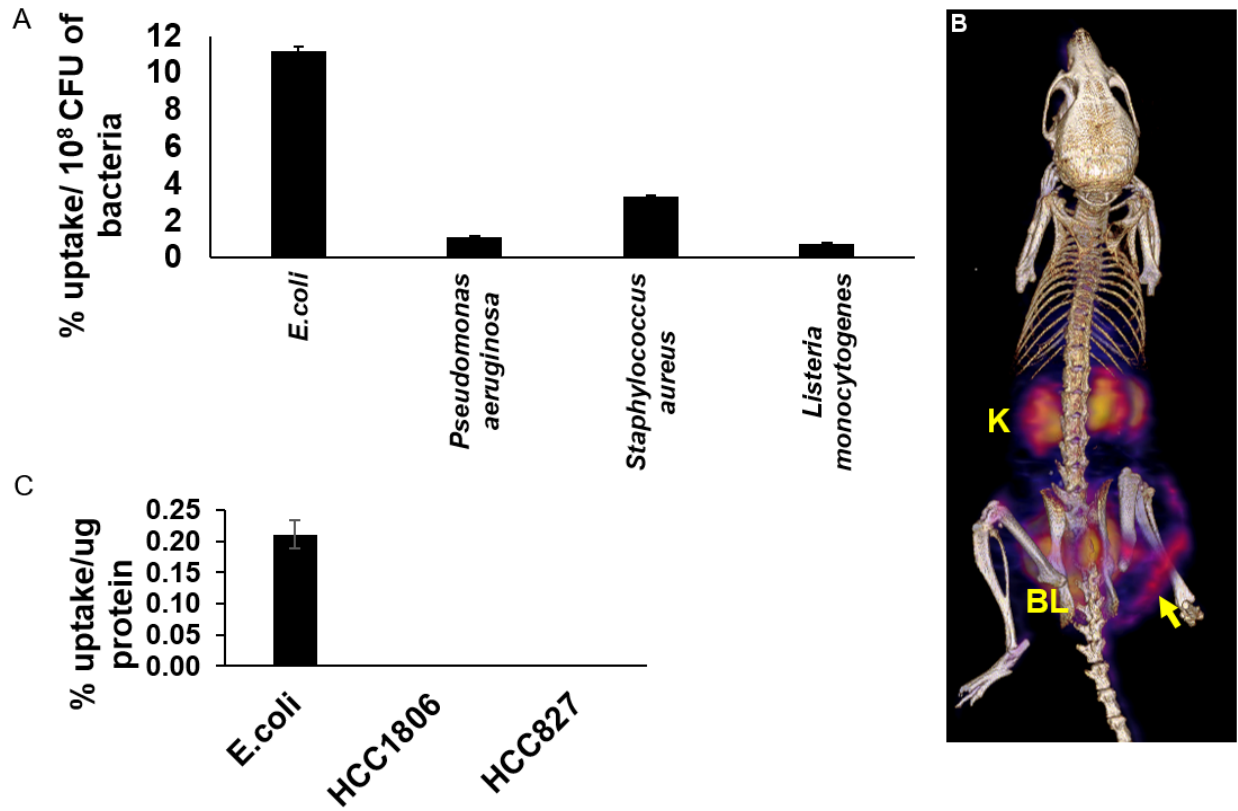 A
% uptake/ 10⁸ CFU of
bacteria
12
10
8
6
4
2
0
E.coli
Pseudomonas
aeruginosa
Staphylococcus
aureus
Listeria
monocytogenes
B
K
BL
C
% uptake/ug
protein
0.25
0.20
0.15
0.10
0.05
0.00
E.coli
HCC1806
HCC827